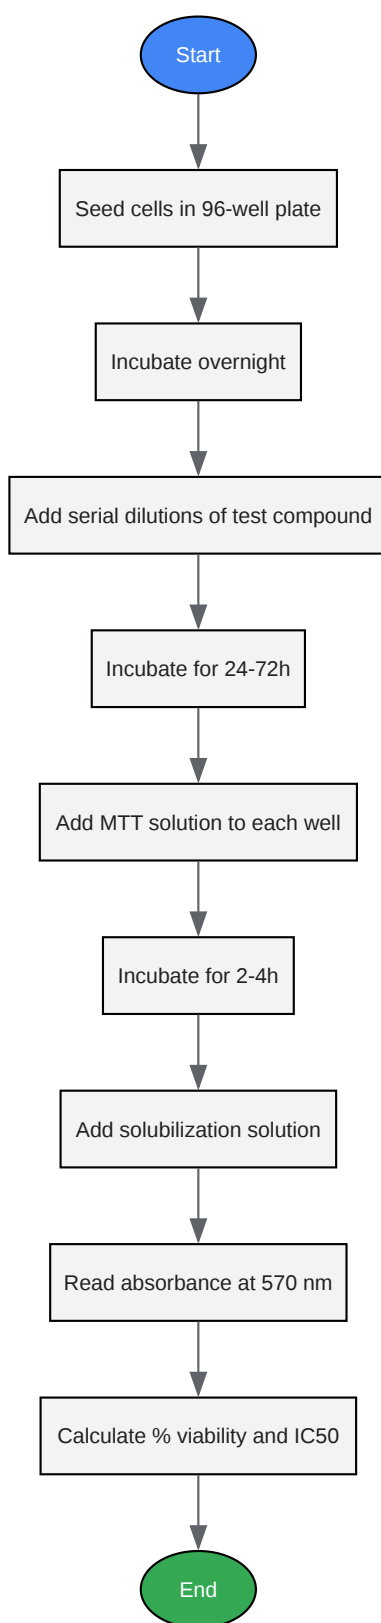 Start
Seed cells in 96-well plate
Incubate overnight
Add serial dilutions of test compound
Incubate for 24-72h
Add MTT solution to each well
Incubate for 2-4h
Add solubilization solution
Read absorbance at 570 nm
Calculate % viability and IC50
End